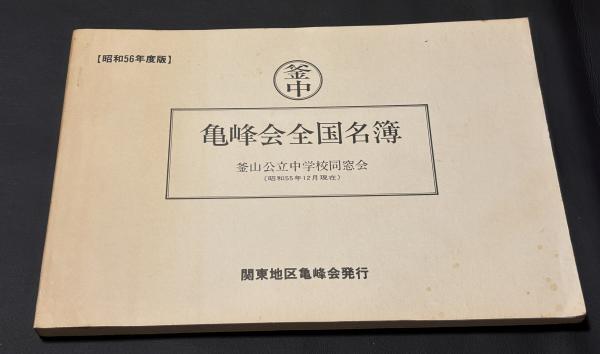 【昭和56年度版】
釜中
亀峰会全国名簿
釜山公立中学校同窓会
(昭和55年12月現在)
関東地区亀峰会発行